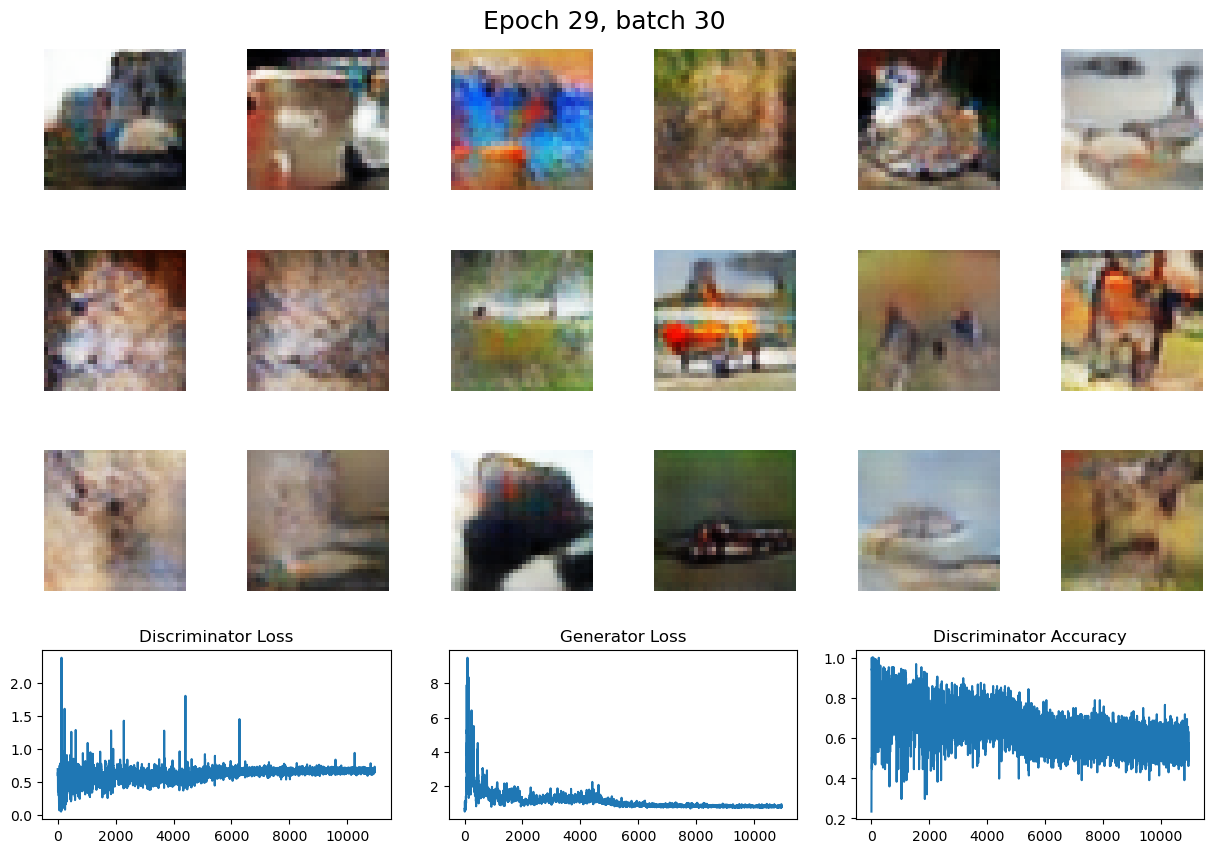 Epoch 29, batch 30
Discriminator Loss
Generator Loss
Discriminator Accuracy
2.0
1.5
1.0
0.5
0.0
0 2000 4000 6000 8000 10000
8
6
4
2
0 2000 4000 6000 8000 10000
1.0
0.8
0.6
0.4
0.2
0 2000 4000 6000 8000 10000